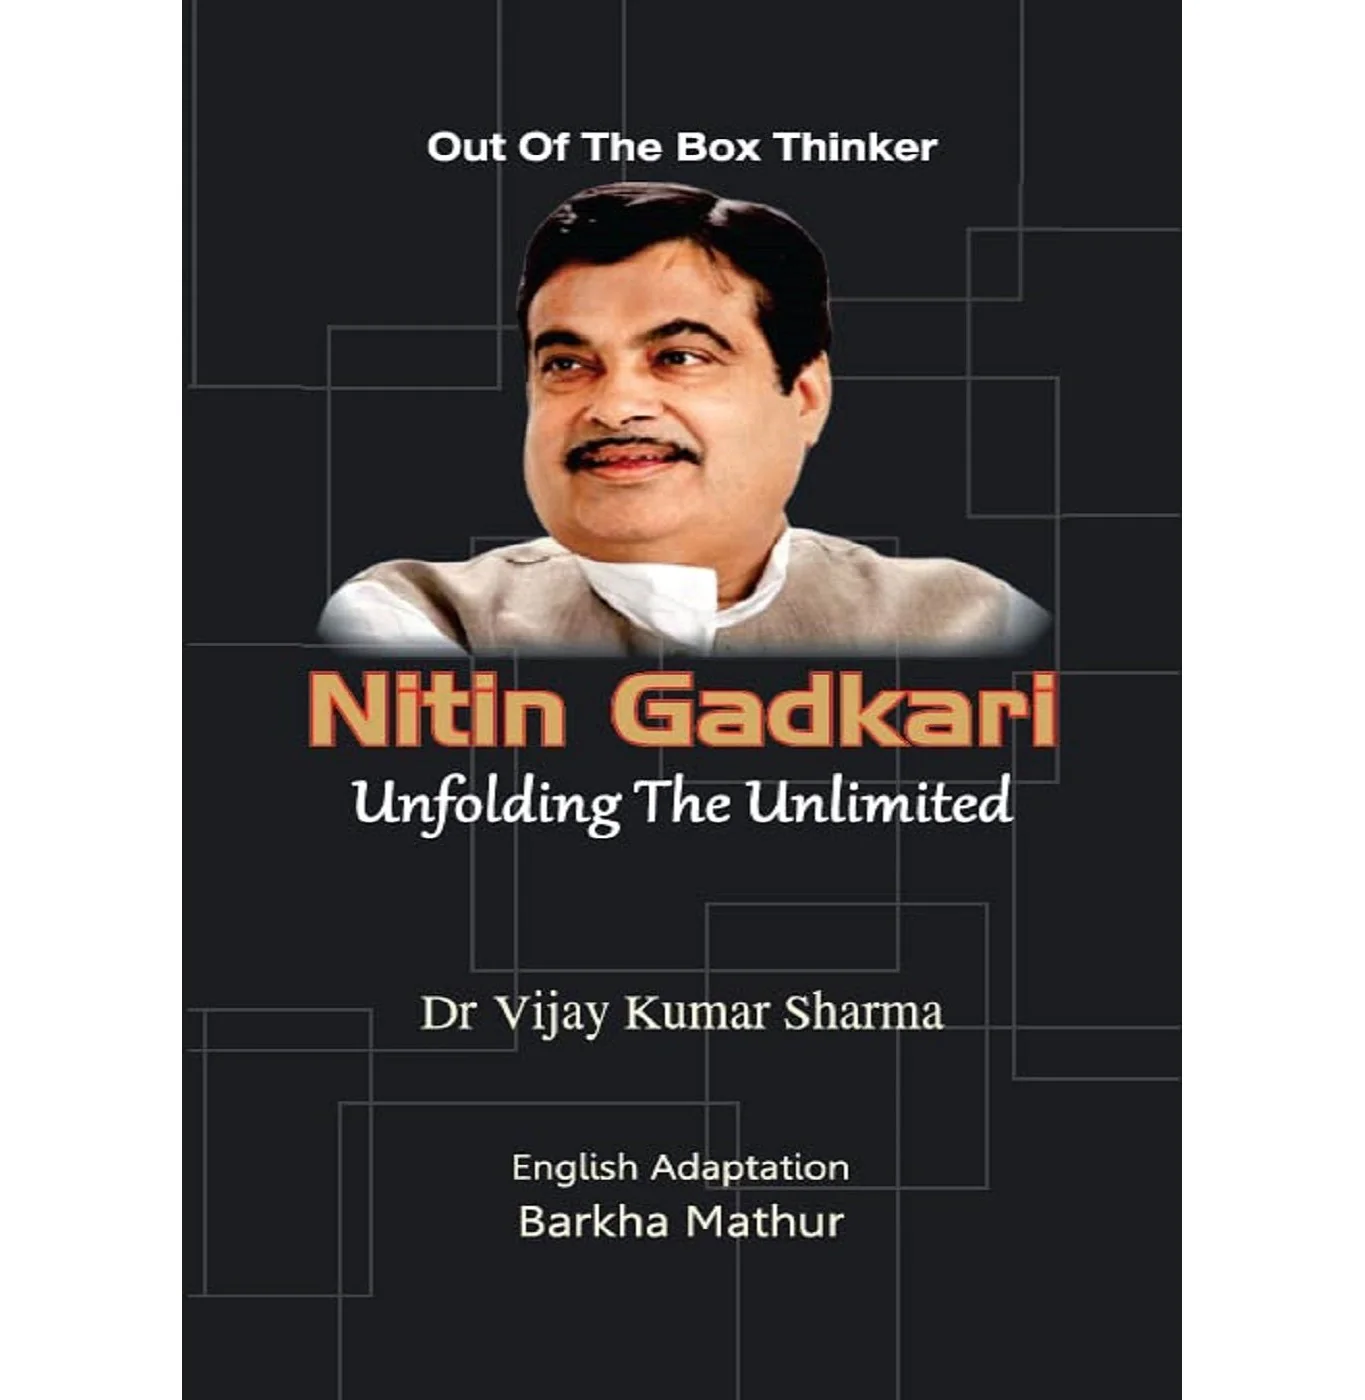 Out Of The Box Thinker
Nitin Gadkari
Unfolding The Unlimited
Dr Vijay Kumar Sharma
English Adaptation
Barkha Mathur